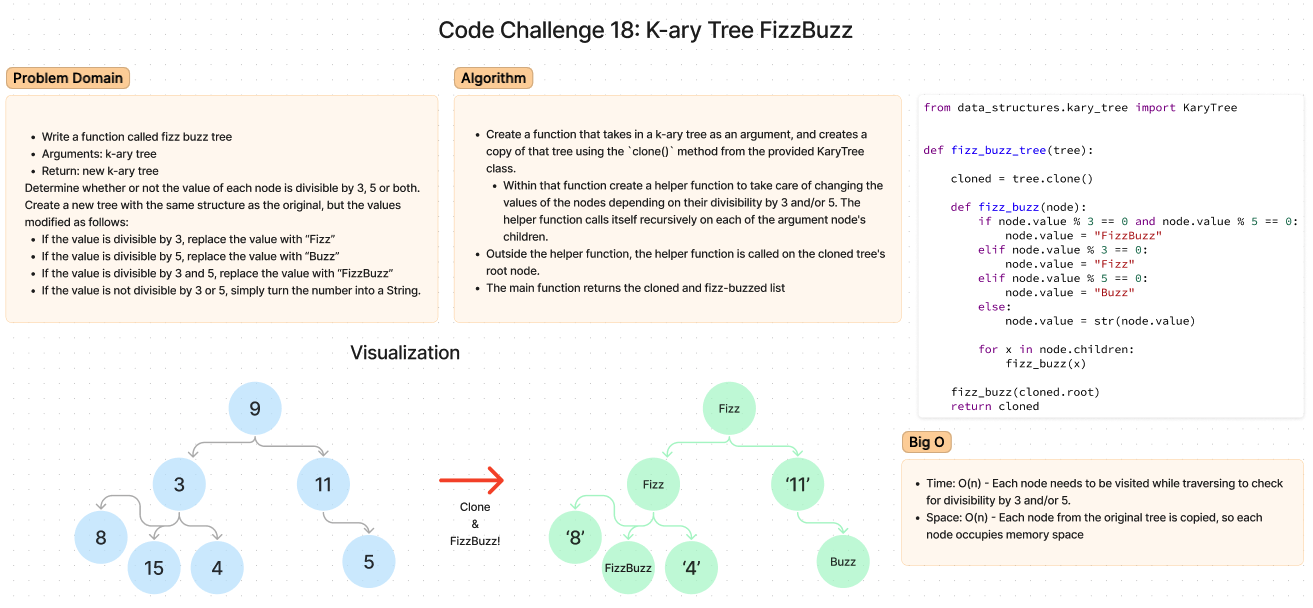 Code Challenge 18: K-ary Tree FizzBuzz
Problem Domain
• Write a function called fizz buzz tree
• Arguments: k-ary tree
• Return: new k-ary tree
Determine whether or not the value of each node is divisible by 3, 5 or both.
Create a new tree with the same structure as the original, but the values
modified as follows:
• If the value is divisible by 3, replace the value with “Fizz”
• If the value is divisible by 5, replace the value with “Buzz”
• If the value is divisible by 3 and 5, replace the value with “FizzBuzz”
• If the value is not divisible by 3 or 5, simply turn the number into a String.
Algorithm
• Create a function that takes in a k-ary tree as an argument, and creates a
copy of that tree using the `clone()` method from the provided KaryTree
class.
• Within that function create a helper function to take care of changing the
values of the nodes depending on their divisibility by 3 and/or 5. The
helper function calls itself recursively on each of the argument node's
children.
• Outside the helper function, the helper function is called on the cloned tree's
root node.
• The main function returns the cloned and fizz-buzzed list
from data_structures.kary_tree import KaryTree
def fizz_buzz_tree(tree):
    cloned = tree.clone()
    def fizz_buzz(node):
        if node.value % 3 == 0 and node.value % 5 == 0:
            node.value = "FizzBuzz"
        elif node.value % 3 == 0:
            node.value = "Fizz"
        elif node.value % 5 == 0:
            node.value = "Buzz"
        else:
            node.value = str(node.value)
        for x in node.children:
            fizz_buzz(x)
    fizz_buzz(cloned.root)
    return cloned
Visualization
9
3
11
8
15
4
5
Clone
&
FizzBuzz!
Fizz
Fizz
‘11’
‘8’
FizzBuzz
‘4’
Buzz
Big O
• Time: O(n) - Each node needs to be visited while traversing to check
for divisibility by 3 and/or 5.
• Space: O(n) - Each node from the original tree is copied, so each
node occupies memory space